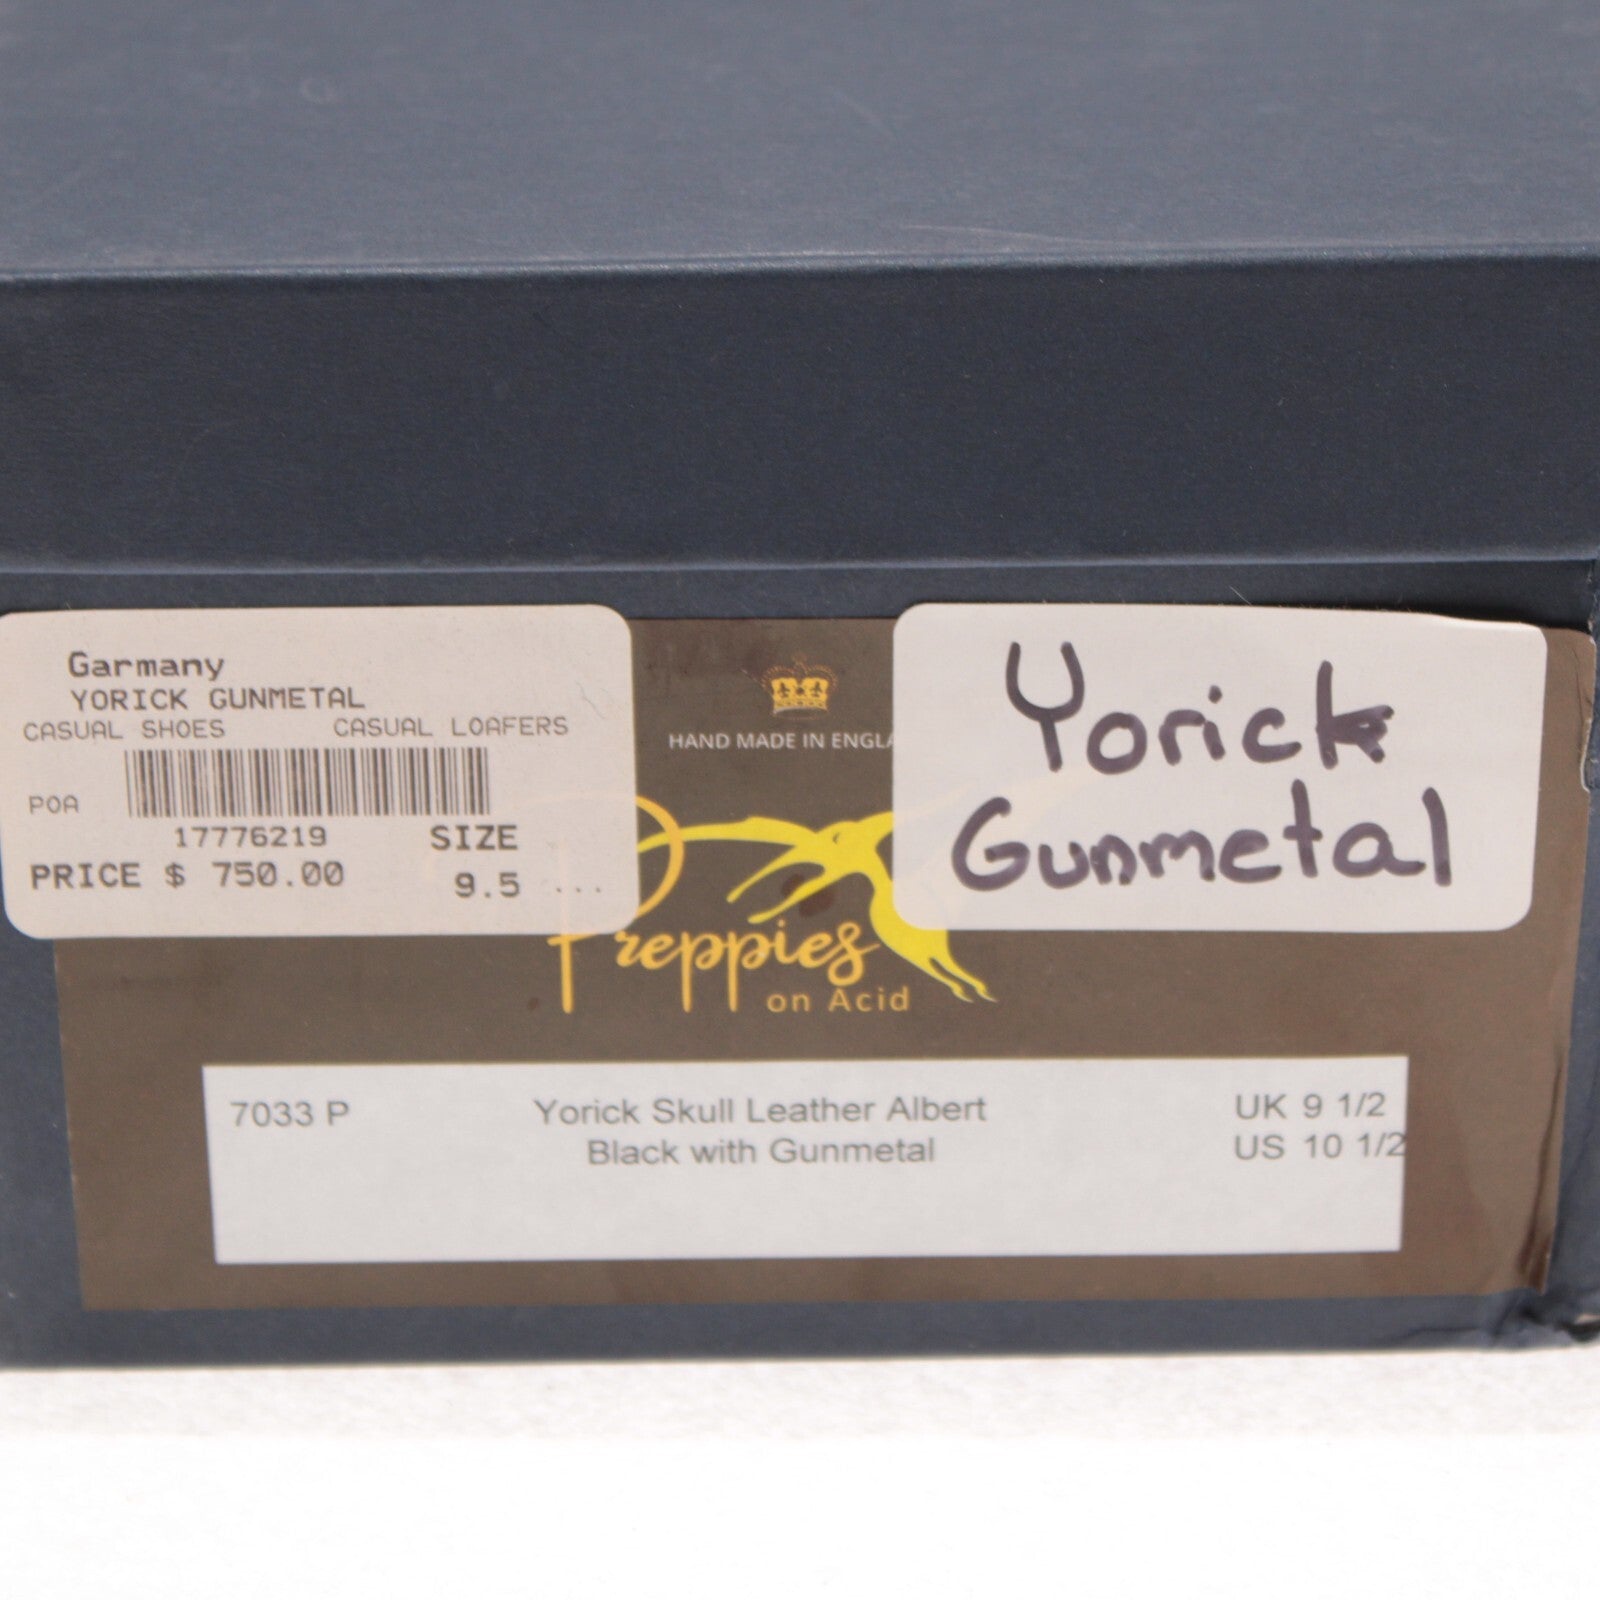 Garmany
YORICK GUNMETAL
CASUAL SHOES CASUAL LOAFERS
POA
17776219 SIZE
PRICE $ 750.00 9.5 ...
HAND MADE IN ENGLA
Preppies
on Acid
Yorick
Gunmetal
7033 P Yorick Skull Leather Albert UK 9 1/2
Black with Gunmetal US 10 1/2